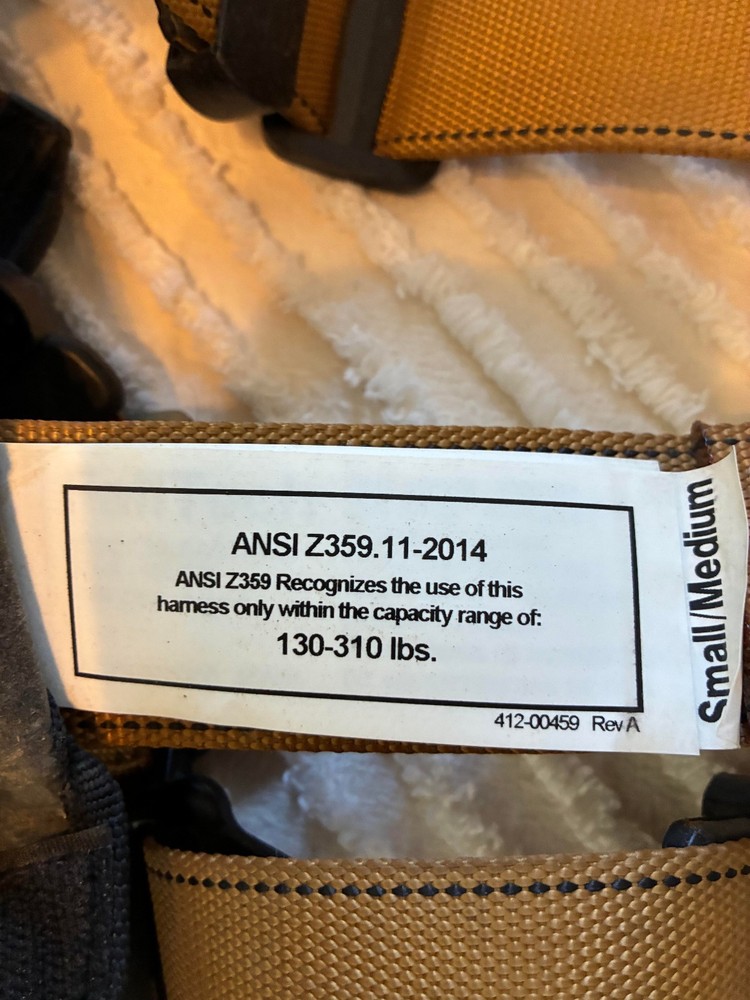 ANSI Z359.11-2014
ANSI Z359 Recognizes the use of this
harness only within the capacity range of:
130-310 lbs.
412-00459 Rev A
Small/Medium